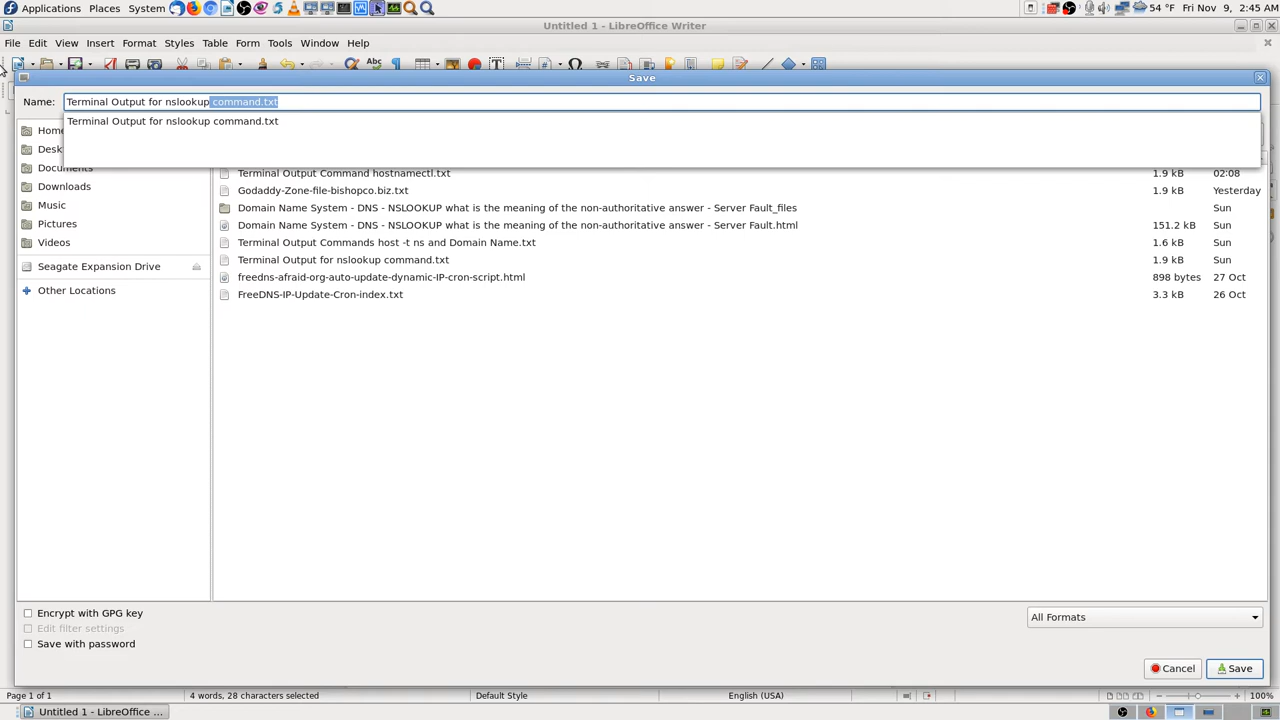 Applications Places System 54 °F Fri Nov 9, 2:45 AM
Untitled 1 - LibreOffice Writer
File Edit View Insert Format Styles Table Form Tools Window Help
Save
Name: Terminal Output for nslookup command.txt
Terminal Output for nslookup command.txt
Home
Desk
Documents
Downloads
Music
Pictures
Videos
Seagate Expansion Drive
Other Locations
Terminal Output Command hostnamectl.txt 1.9 kB 02:08
Godaddy-Zone-file-bishopco.biz.txt 1.9 kB Yesterday
Domain Name System - DNS - NSLOOKUP what is the meaning of the non-authoritative answer - Server Fault_files Sun
Domain Name System - DNS - NSLOOKUP what is the meaning of the non-authoritative answer - Server Fault.html 151.2 kB Sun
Terminal Output Commands host -t ns and Domain Name.txt 1.6 kB Sun
Terminal Output for nslookup command.txt 1.9 kB Sun
freedns-afraid-org-auto-update-dynamic-IP-cron-script.html 898 bytes 27 Oct
FreeDNS-IP-Update-Cron-index.txt 3.3 kB 26 Oct
Encrypt with GPG key
Edit filter settings
Save with password
All Formats
Cancel Save
Page 1 of 1 4 words, 28 characters selected Default Style English (USA) 100%
Untitled 1 - LibreOffice ...